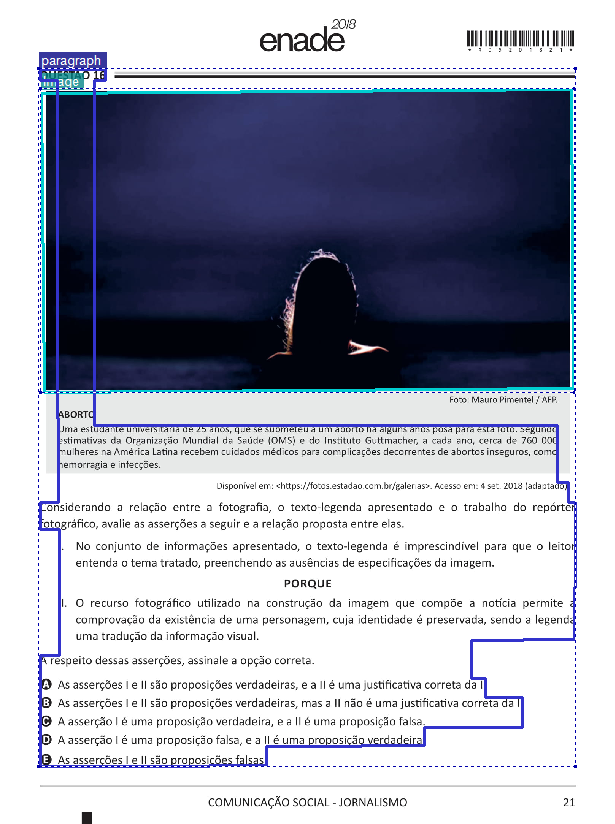 enade 2018
*R0520182 1*
paragraph
QUESTÃO 16
image
Foto: Mauro Pimentel / AFP.
ABORTO
Uma estudante universitária de 25 anos, que se submeteu a um aborto há alguns anos posa para esta foto. Segundo
estimativas da Organização Mundial da Saúde (OMS) e do Instituto Guttmacher, a cada ano, cerca de 760 000
mulheres na América Latina recebem cuidados médicos para complicações decorrentes de abortos inseguros, como
hemorragia e infecções.
Disponível em: <https://fotos.estadao.com.br/galerias>. Acesso em: 4 set. 2018 (adaptado).
Considerando a relação entre a fotografia, o texto-legenda apresentado e o trabalho do repórter
fotográfico, avalie as asserções a seguir e a relação proposta entre elas.
I. No conjunto de informações apresentado, o texto-legenda é imprescindível para que o leitor
entenda o tema tratado, preenchendo as ausências de especificações da imagem.
PORQUE
II. O recurso fotográfico utilizado na construção da imagem que compõe a notícia permite a
comprovação da existência de uma personagem, cuja identidade é preservada, sendo a legenda
uma tradução da informação visual.
A respeito dessas asserções, assinale a opção correta.
A As asserções I e II são proposições verdadeiras, e a II é uma justificativa correta da I.
B As asserções I e II são proposições verdadeiras, mas a II não é uma justificativa correta da I.
C A asserção I é uma proposição verdadeira, e a II é uma proposição falsa.
D A asserção I é uma proposição falsa, e a II é uma proposição verdadeira.
E As asserções I e II são proposições falsas.
COMUNICAÇÃO SOCIAL - JORNALISMO 21